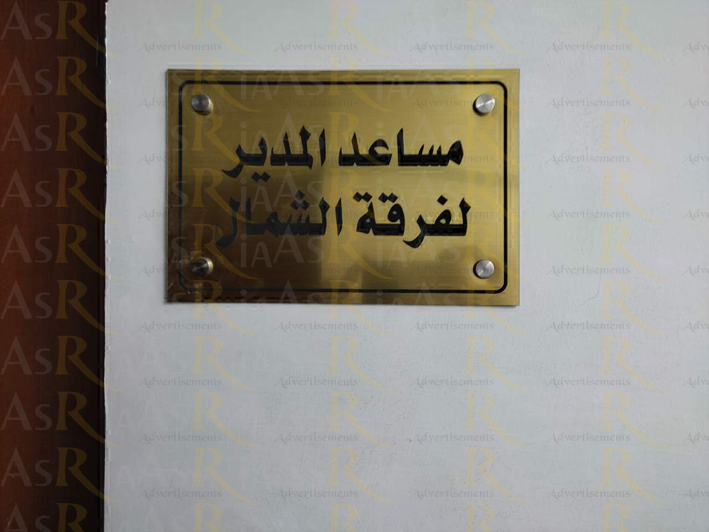 مساعد المدير
لفرقة الشمال